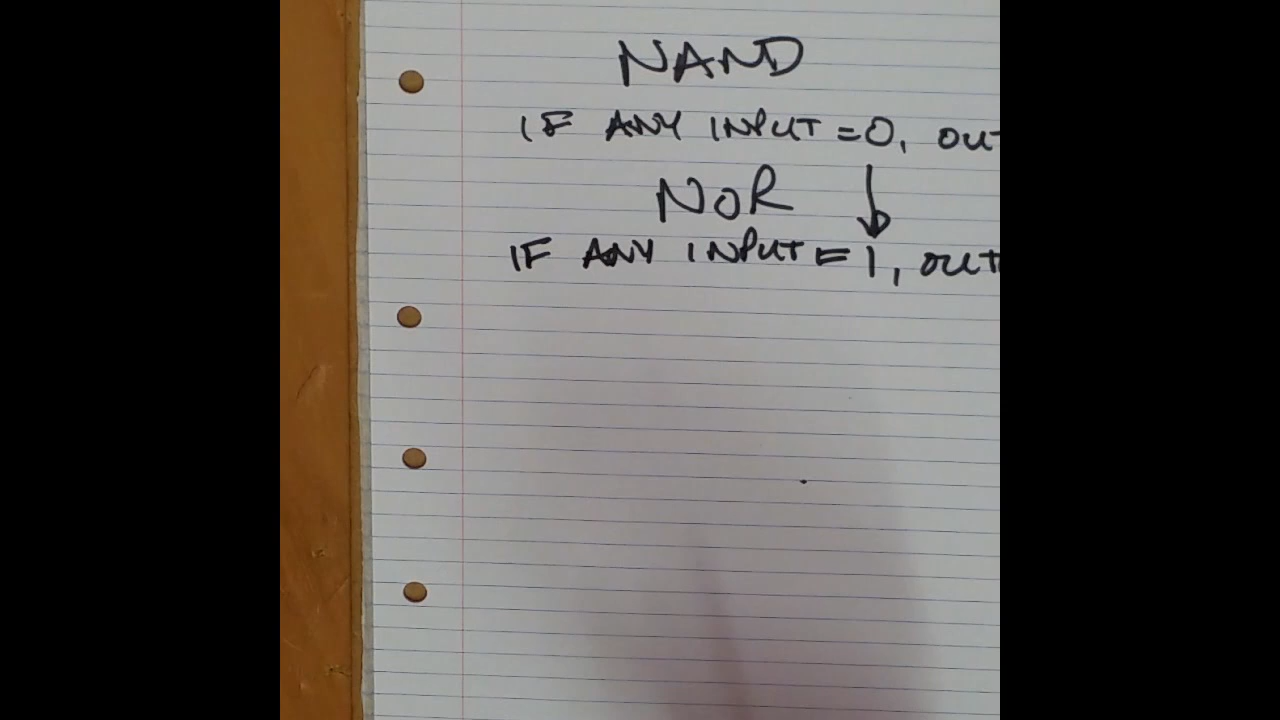 NAND
IF ANY INPUT = 0, OUT
NOR
IF ANY INPUT = 1, OUT